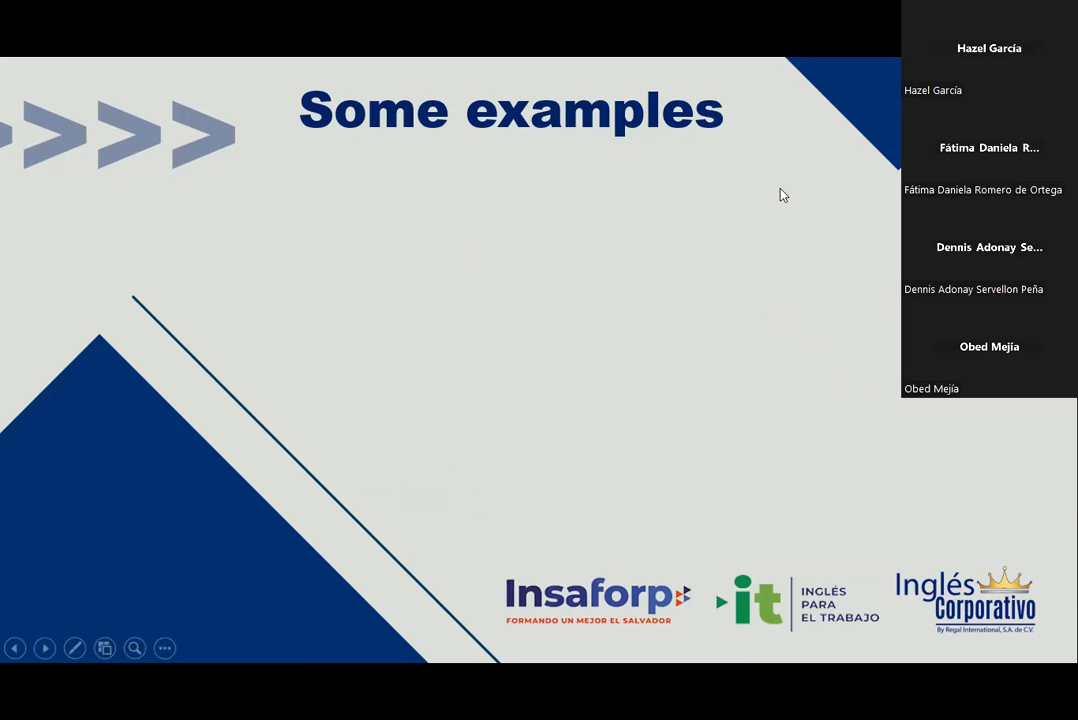 Some examples
Hazel García
Hazel García
Fátima Daniela R...
Fátima Daniela Romero de Ortega
Dennis Adonay Se...
Dennis Adonay Servellon Peña
Obed Mejía
Obed Mejía
Insaforp
FORMANDO UN MEJOR EL SALVADOR
it
INGLÉS
PARA
EL TRABAJO
Inglés
Corporativo
By Regal International, S.A. de C.V.